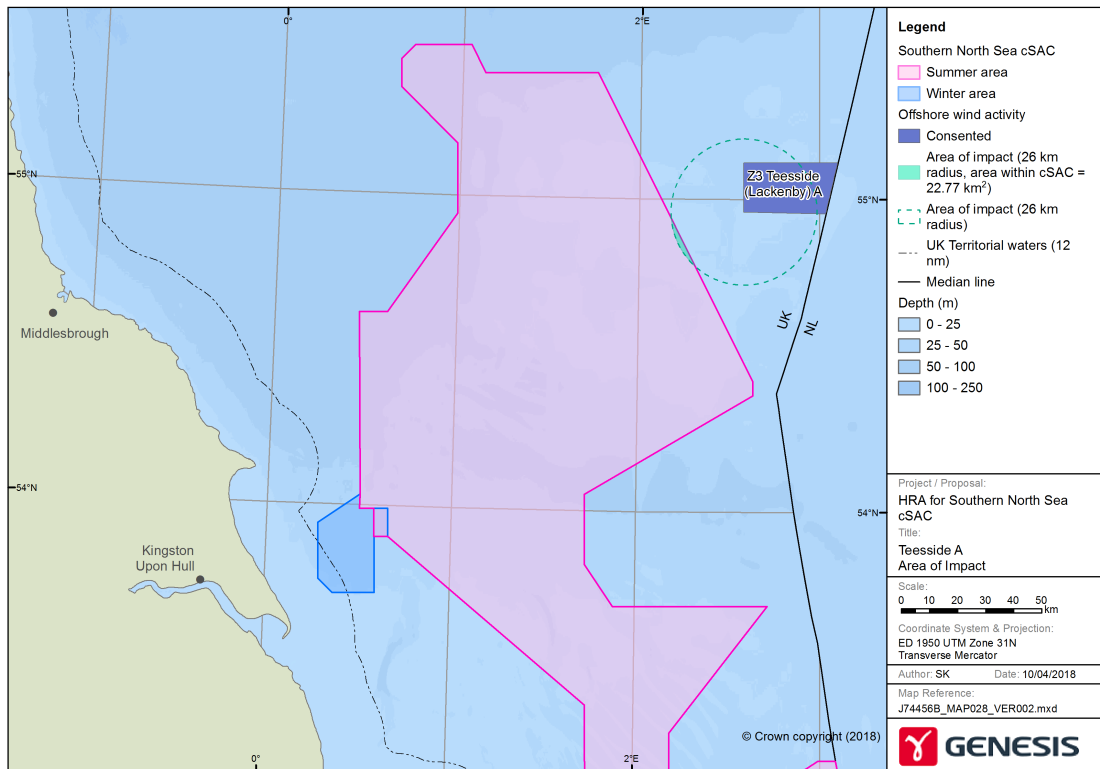 0°
2°E
55°N
55°N
Z3 Teesside
(Lackenby) A
UK
NL
Middlesbrough
54°N
54°N
Kingston
Upon Hull
© Crown copyright (2018)
0°
2°E
Legend
Southern North Sea cSAC
Summer area
Winter area
Offshore wind activity
Consented
Area of impact (26 km
radius, area within cSAC =
22.77 km²)
Area of impact (26 km
radius)
UK Territorial waters (12
nm)
Median line
Depth (m)
0 - 25
25 - 50
50 - 100
100 - 250
Project / Proposal:
HRA for Southern North Sea
cSAC
Title:
Teesside A
Area of Impact
Scale:
0 10 20 30 40 50
km
Coordinate System & Projection:
ED 1950 UTM Zone 31N
Transverse Mercator
Author: SK Date: 10/04/2018
Map Reference:
J74456B_MAP028_VER002.mxd
GENESIS